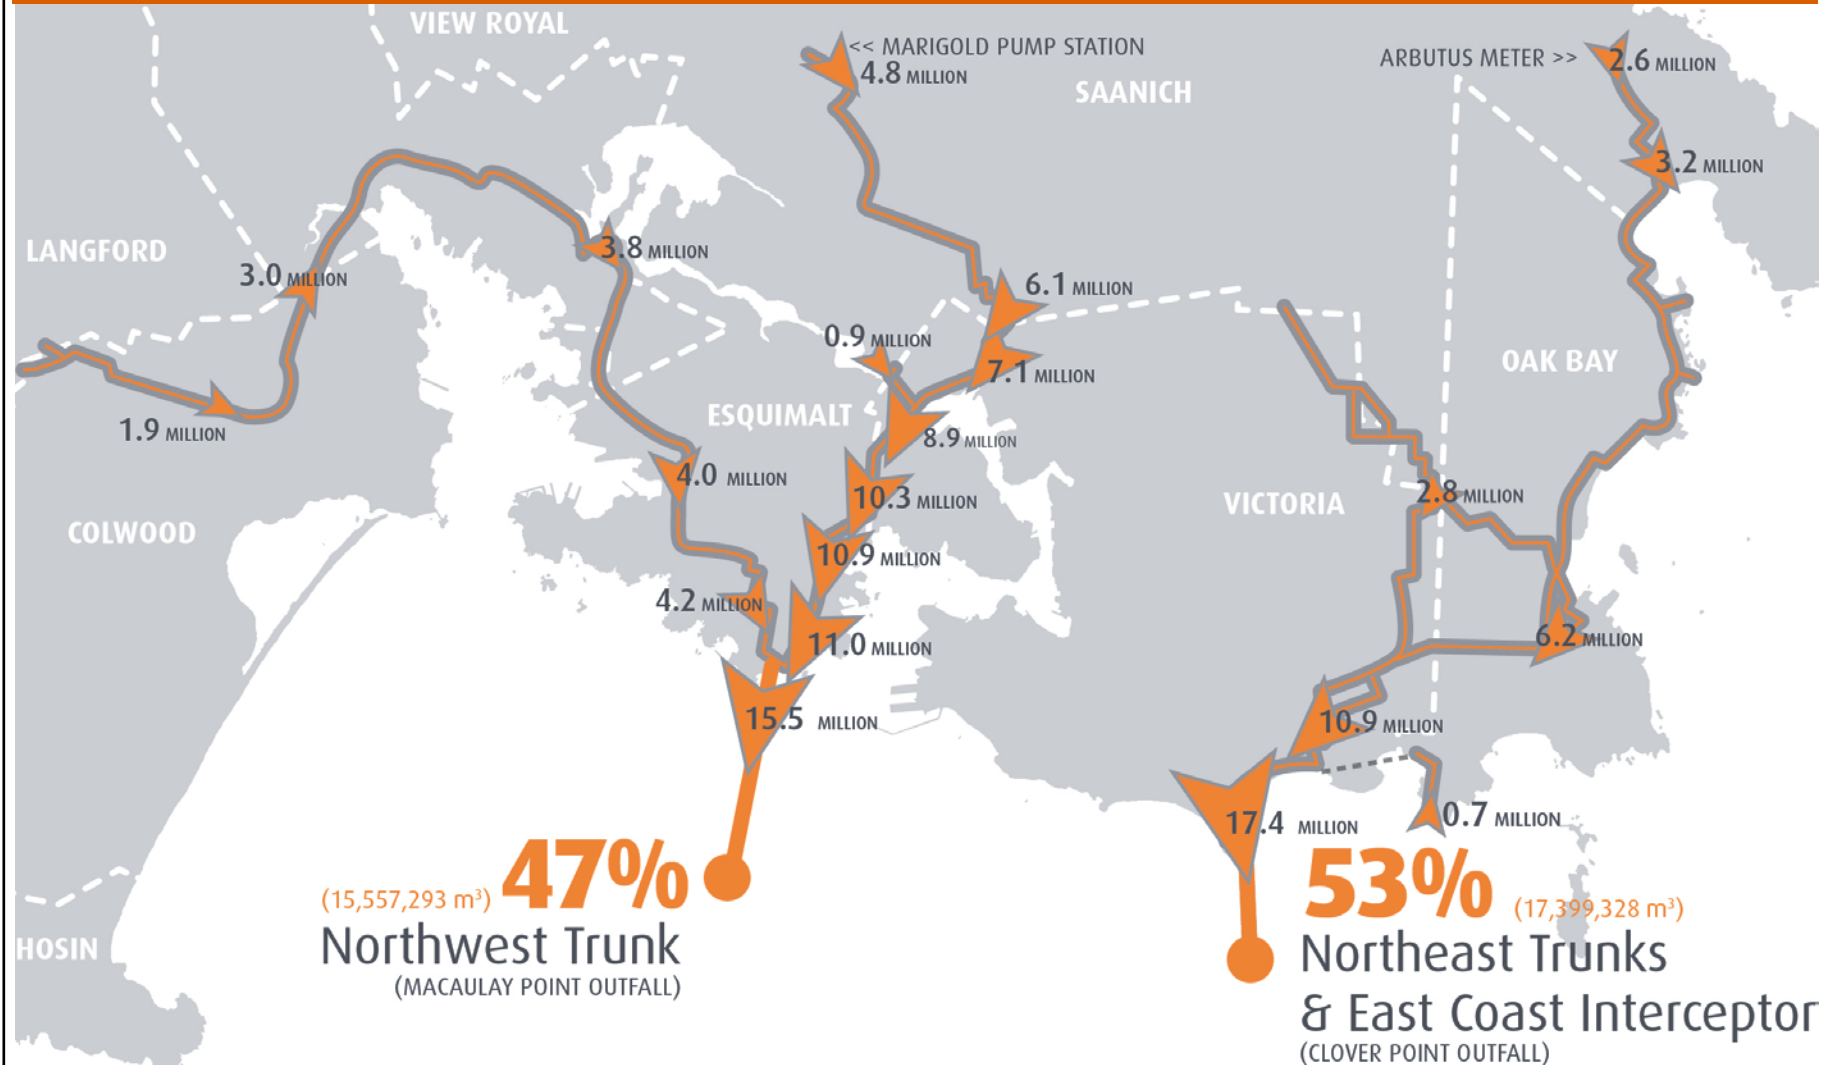 VIEW ROYAL
<< MARIGOLD PUMP STATION
4.8 MILLION
SAANICH
ARBUTUS METER >>
2.6 MILLION
3.2 MILLION
LANGFORD
3.0 MILLION
3.8 MILLION
6.1 MILLION
0.9 MILLION
7.1 MILLION
OAK BAY
1.9 MILLION
ESQUIMALT
8.9 MILLION
4.0 MILLION
10.3 MILLION
VICTORIA
2.8 MILLION
COLWOOD
10.9 MILLION
4.2 MILLION
11.0 MILLION
6.2 MILLION
15.5 MILLION
10.9 MILLION
17.4 MILLION
0.7 MILLION
(15,557,293 m³) 47%
Northwest Trunk
(MACAULAY POINT OUTFALL)
53% (17,399,328 m³)
Northeast Trunks
& East Coast Interceptor
(CLOVER POINT OUTFALL)
HOSIN